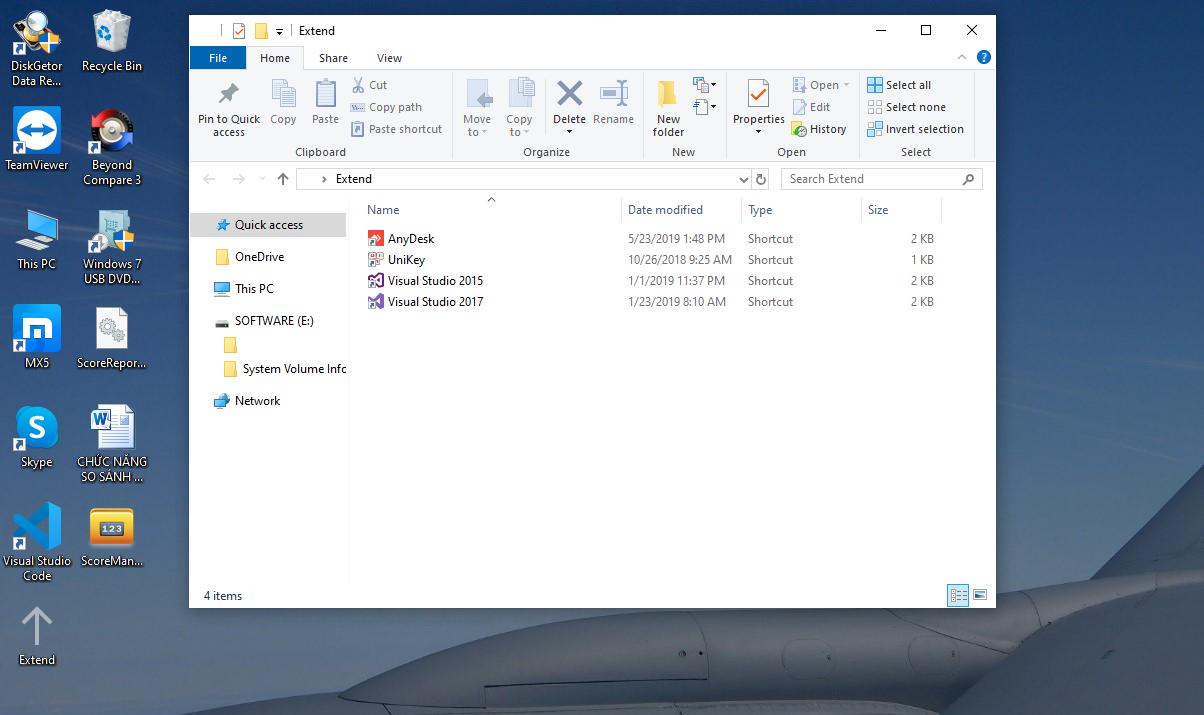 DiskGetor
Data Re...
Recycle Bin
TeamViewer
Beyond
Compare 3
This PC
Windows 7
USB DVD...
MX5
ScoreRepor...
Skype
CHỨC NĂNG
SO SÁNH ...
Visual Studio
Code
123
ScoreMan...
Extend
Extend
File
Home
Share
View
Pin to Quick
access
Copy
Paste
Cut
Copy path
Paste shortcut
Clipboard
Move
to
Copy
to
Delete
Rename
Organize
New
folder
New
Properties
Open
Edit
History
Open
Select all
Select none
Invert selection
Select
Extend
Search Extend
Quick access
OneDrive
This PC
SOFTWARE (E:)
System Volume Info
Network
Name Date modified Type Size
AnyDesk 5/23/2019 1:48 PM Shortcut 2 KB
UniKey 10/26/2018 9:25 AM Shortcut 1 KB
Visual Studio 2015 1/1/2019 11:37 PM Shortcut 2 KB
Visual Studio 2017 1/23/2019 8:10 AM Shortcut 2 KB
4 items